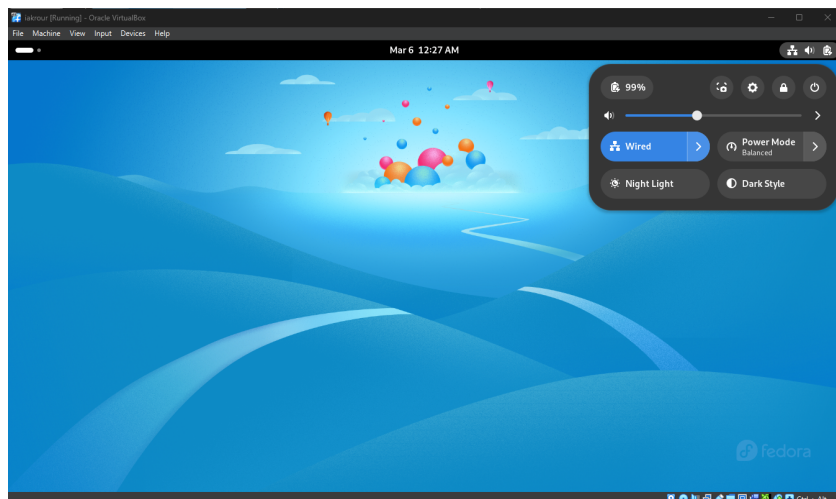 iakrour [Running] - Oracle VirtualBox
File Machine View Input Devices Help
Mar 6 12:27 AM
99%
Wired
Power Mode
Balanced
Night Light
Dark Style
fedora